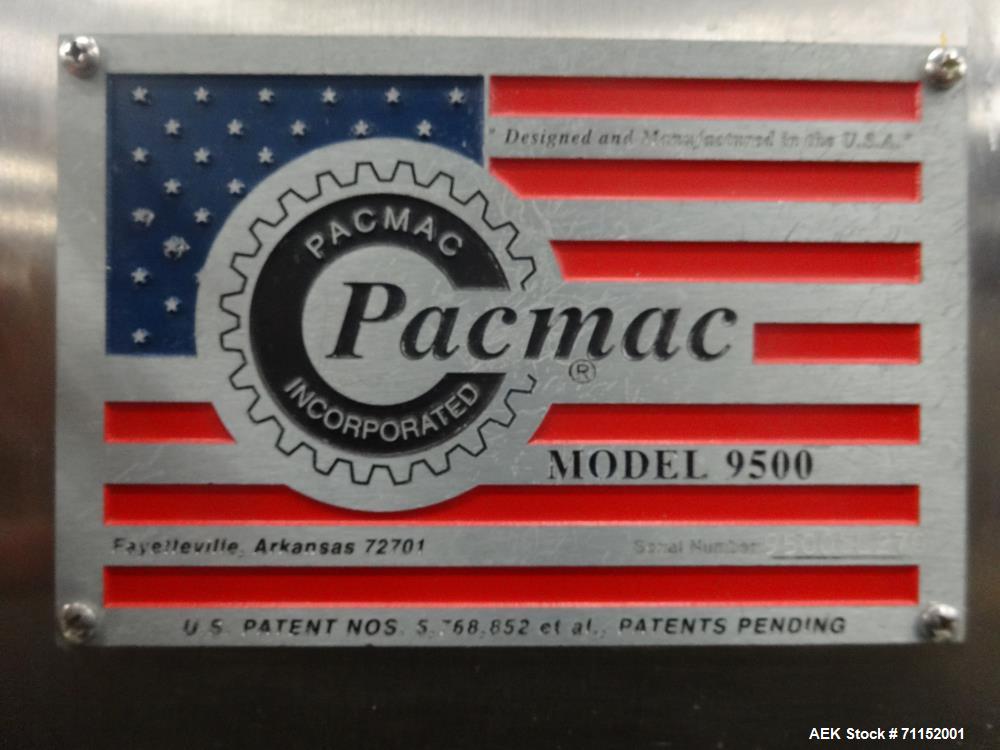 " Designed and Manufactured in the U.S.A."
PACMAC
Pacmac
®
INCORPORATED
MODEL 9500
Fayetteville, Arkansas 72701
Serial Number
U.S. PATENT NOS. 5,768,852 et al., PATENTS PENDING
AEK Stock # 71152001